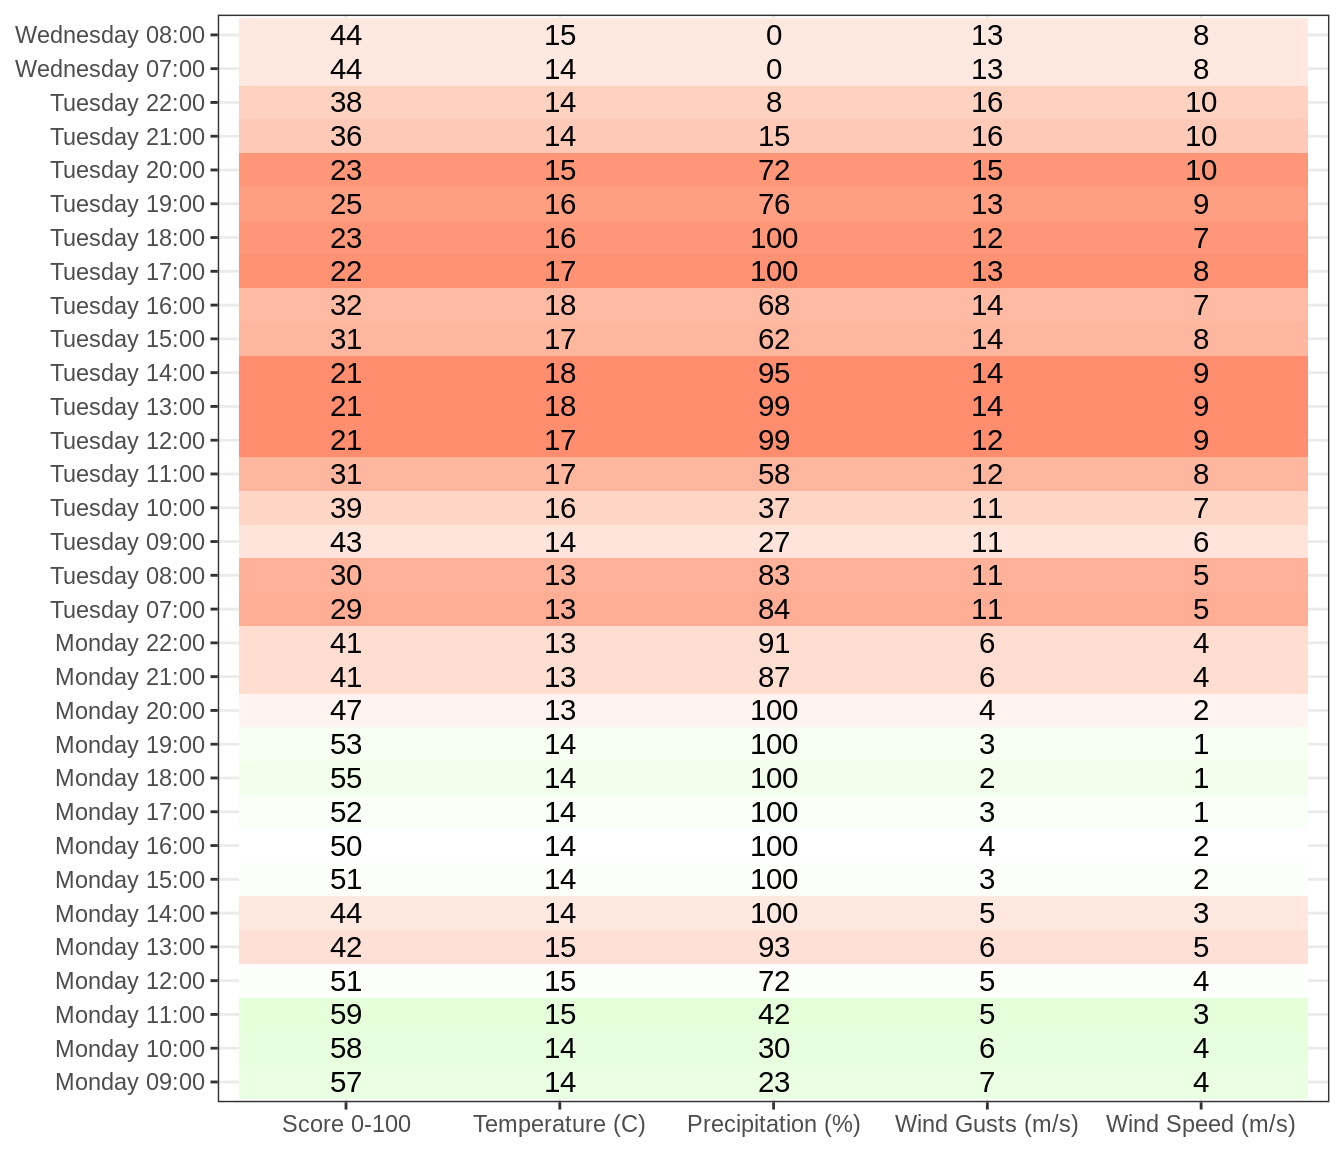 Wednesday 08:00 44 15 0 13 8
Wednesday 07:00 44 14 0 13 8
Tuesday 22:00 38 14 8 16 10
Tuesday 21:00 36 14 15 16 10
Tuesday 20:00 23 15 72 15 10
Tuesday 19:00 25 16 76 13 9
Tuesday 18:00 23 16 100 12 7
Tuesday 17:00 22 17 100 13 8
Tuesday 16:00 32 18 68 14 7
Tuesday 15:00 31 17 62 14 8
Tuesday 14:00 21 18 95 14 9
Tuesday 13:00 21 18 99 14 9
Tuesday 12:00 21 17 99 12 9
Tuesday 11:00 31 17 58 12 8
Tuesday 10:00 39 16 37 11 7
Tuesday 09:00 43 14 27 11 6
Tuesday 08:00 30 13 83 11 5
Tuesday 07:00 29 13 84 11 5
Monday 22:00 41 13 91 6 4
Monday 21:00 41 13 87 6 4
Monday 20:00 47 13 100 4 2
Monday 19:00 53 14 100 3 1
Monday 18:00 55 14 100 2 1
Monday 17:00 52 14 100 3 1
Monday 16:00 50 14 100 4 2
Monday 15:00 51 14 100 3 2
Monday 14:00 44 14 100 5 3
Monday 13:00 42 15 93 6 5
Monday 12:00 51 15 72 5 4
Monday 11:00 59 15 42 5 3
Monday 10:00 58 14 30 6 4
Monday 09:00 57 14 23 7 4
Score 0-100 Temperature (C) Precipitation (%) Wind Gusts (m/s) Wind Speed (m/s)